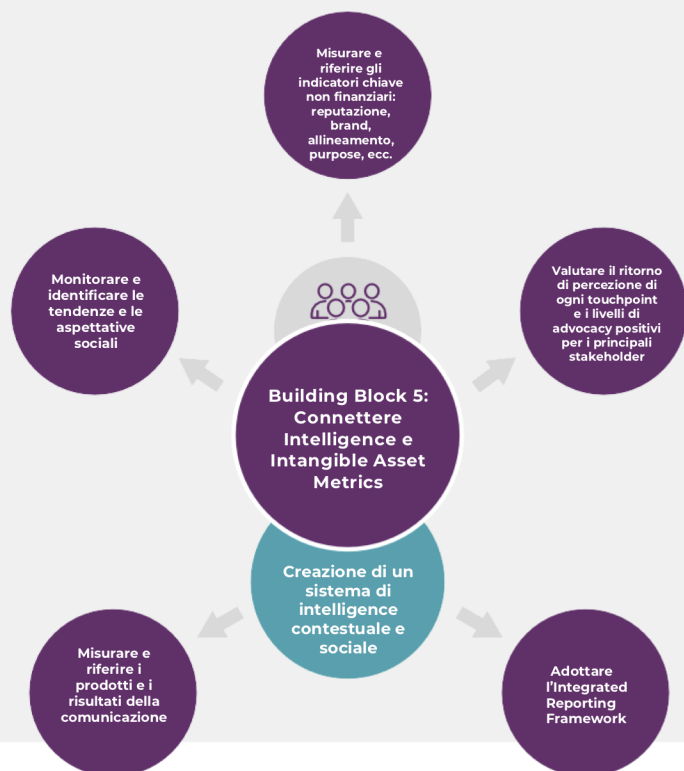 Misurare e
riferire gli
indicatori chiave
non finanziari:
reputazione,
brand,
allineamento,
purpose, ecc.
Monitorare e
identificare le
tendenze e le
aspettative
sociali
Valutare il ritorno
di percezione di
ogni touchpoint
e i livelli di
advocacy positivi
per i principali
stakeholder
Building Block 5:
Connettere
Intelligence e
Intangible Asset
Metrics
Creazione di un
sistema di
intelligence
contestuale e
sociale
Misurare e
riferire i
prodotti e i
risultati della
comunicazione
Adottare
l'Integrated
Reporting
Framework